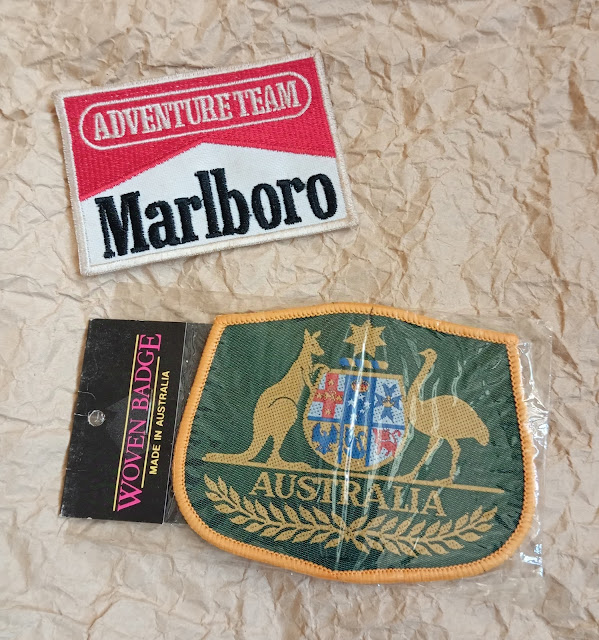 ADVENTURE TEAM
Marlboro
WOVEN BADGE
MADE IN AUSTRALIA
AUSTRALIA